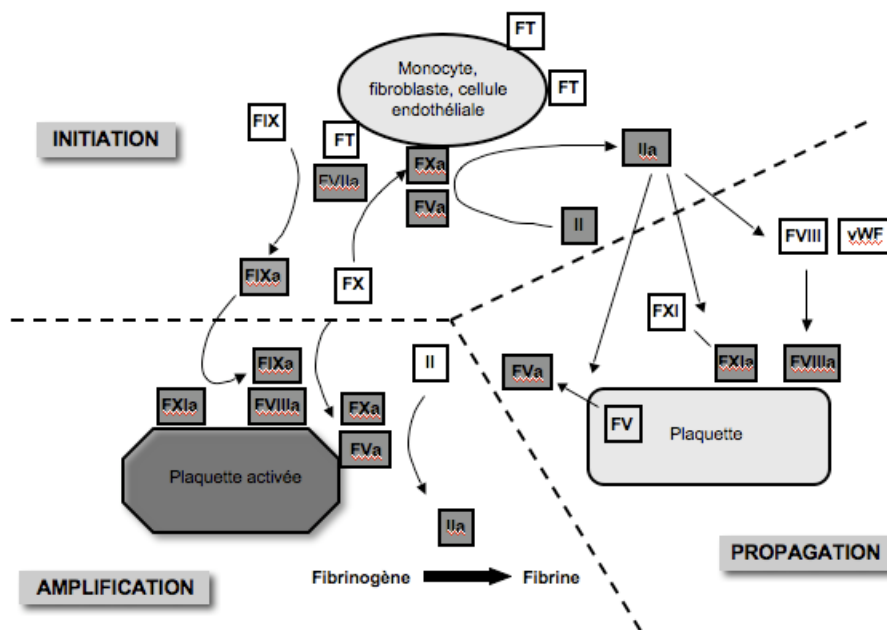 FT
Monocyte,
fibroblaste, cellule
endothéliale
FT
FIX
INITIATION
FT
IIa
FXa
FVIIa
FVa
II
FVIII
vWF
FIXa
FX
FXI
FIXa
II
FVa
FXIa
FVIIIa
FXIa
FVIIIa
FXa
FV
Plaquette
FVa
Plaquette activée
IIa
PROPAGATION
Fibrinogène
Fibrine
AMPLIFICATION